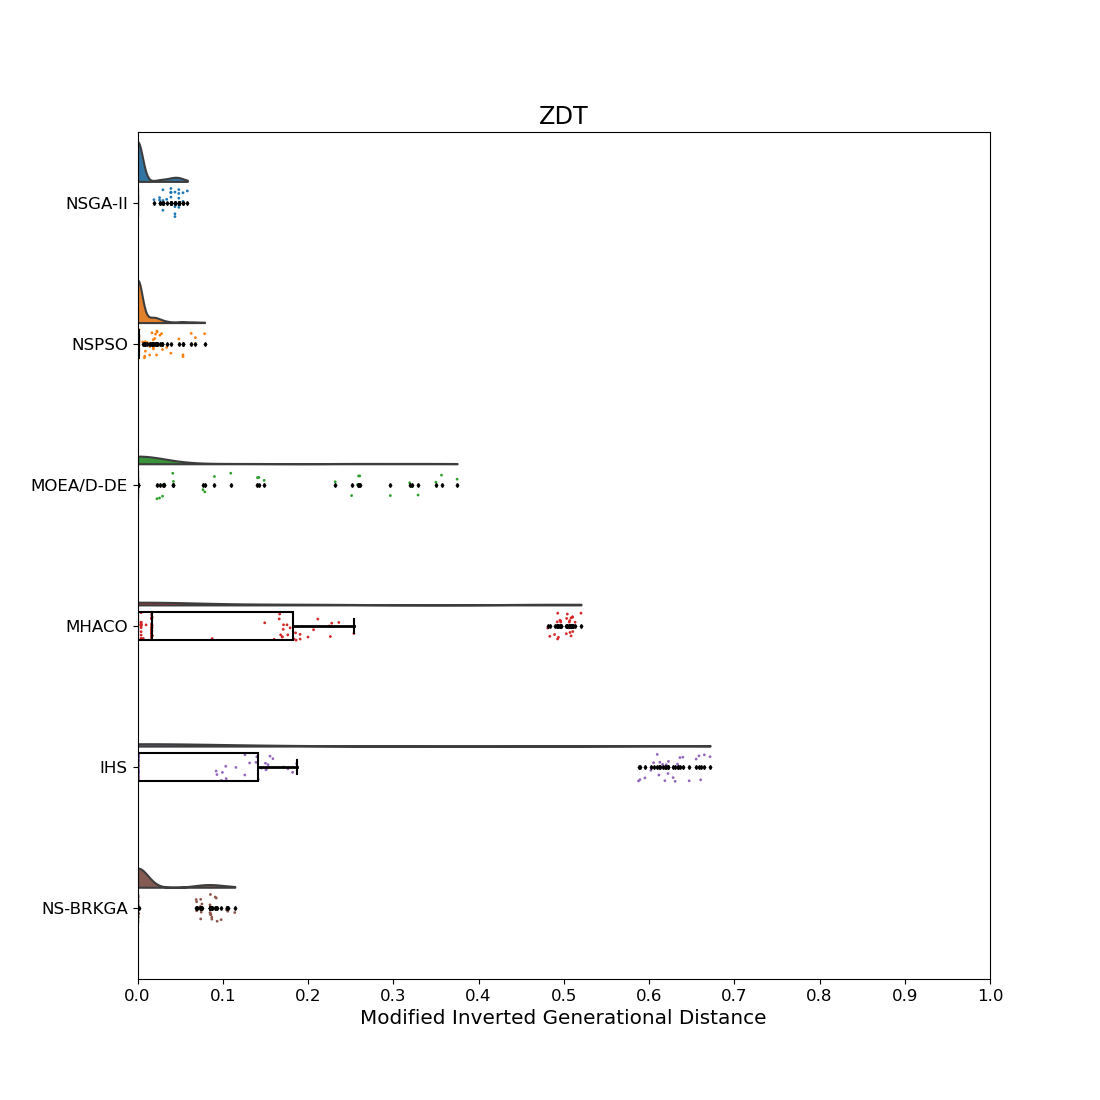 ZDT
NSGA-II
NSPSO
MOEA/D-DE
MHACO
IHS
NS-BRKGA
0.0 0.1 0.2 0.3 0.4 0.5 0.6 0.7 0.8 0.9 1.0
Modified Inverted Generational Distance